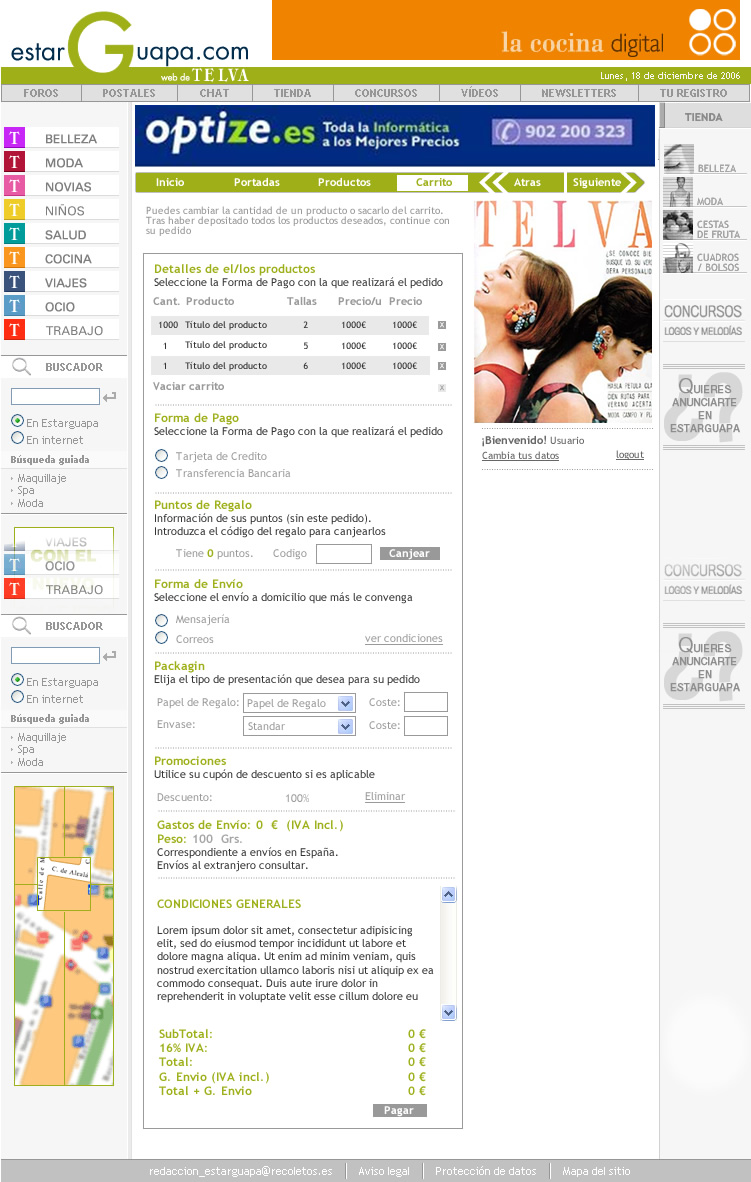 estarGuapa.com
web de TELVA
la cocina digital
Lunes, 18 de diciembre de 2006
FOROS
POSTALES
CHAT
TIENDA
CONCURSOS
VÍDEOS
NEWSLETTERS
TU REGISTRO
T BELLEZA
T MODA
T NOVIAS
T NIÑOS
T SALUD
T COCINA
T VIAJES
T OCIO
T TRABAJO
BUSCADOR
En Estarguapa
En internet
Búsqueda guiada
Maquillaje
Spa
Moda
VIAJES
CON EL
T OCIO
T TRABAJO
BUSCADOR
En Estarguapa
En internet
Búsqueda guiada
Maquillaje
Spa
Moda
C. de Alcalá
optize.es
Toda la Informática
a los Mejores Precios
902 200 323
Inicio
Portadas
Productos
Carrito
Atras
Siguiente
Puedes cambiar la cantidad de un producto o sacarlo del carrito.
Tras haber depositado todos los productos deseados, continue con
su pedido
Detalles de el/los productos
Seleccione la Forma de Pago con la que realizará el pedido
Cant. Producto Tallas Precio/u Precio
1000 Título del producto 2 1000€ 1000€ X
1 Título del producto 5 1000€ 1000€ X
1 Título del producto 6 1000€ 1000€ X
Vaciar carrito X
Forma de Pago
Seleccione la Forma de Pago con la que realizará el pedido
Tarjeta de Credito
Transferencia Bancaria
Puntos de Regalo
Información de sus puntos (sin este pedido).
Introduzca el código del regalo para canjearlos
Tiene 0 puntos. Codigo Canjear
Forma de Envío
Seleccione el envío a domicilio que más le convenga
Mensajería
Correos ver condiciones
Packagin
Elija el tipo de presentación que desea para su pedido
Papel de Regalo: Papel de Regalo Coste:
Envase: Standar Coste:
Promociones
Utilice su cupón de descuento si es aplicable
Descuento: 100% Eliminar
Gastos de Envío: 0 € (IVA Incl.)
Peso: 100 Grs.
Correspondiente a envíos en España.
Envíos al extranjero consultar.
CONDICIONES GENERALES
Lorem ipsum dolor sit amet, consectetur adipisicing
elit, sed do eiusmod tempor incididunt ut labore et
dolore magna aliqua. Ut enim ad minim veniam, quis
nostrud exercitation ullamco laboris nisi ut aliquip ex ea
commodo consequat. Duis aute irure dolor in
reprehenderit in voluptate velit esse cillum dolore eu
SubTotal: 0 €
16% IVA: 0 €
Total: 0 €
G. Envio (IVA incl.) 0 €
Total + G. Envio 0 €
Pagar
TELVA
¡Bienvenido! Usuario
Cambia tus datos logout
TIENDA
BELLEZA
MODA
CESTAS
DE FRUTA
CUADROS
/ BOLSOS
CONCURSOS
LOGOS Y MELODÍAS
QUIERES
ANUNCIARTE
EN
ESTARGUAPA
CONCURSOS
LOGOS Y MELODÍAS
QUIERES
ANUNCIARTE
EN
ESTARGUAPA
redaccion_estarguapa@recoletos.es
Aviso legal
Protección de datos
Mapa del sitio